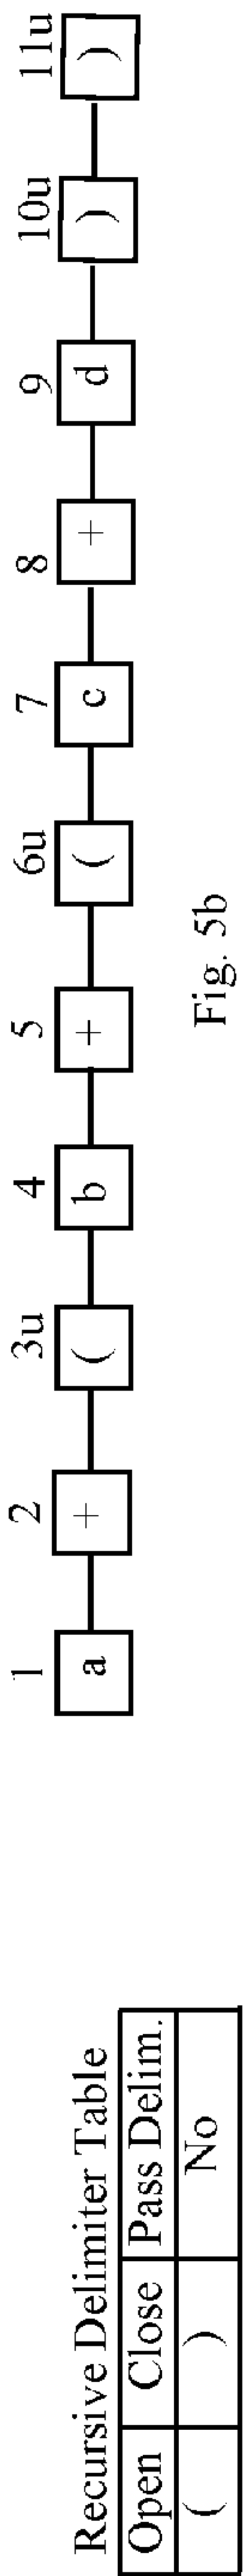 Recursive Delimiter Table
Open Close Pass Delim.
( ) No
1 2 3u 4 5 6u 7 8 9 10u 11u
a + ( b + ( c + d ) )
Fig. 5b